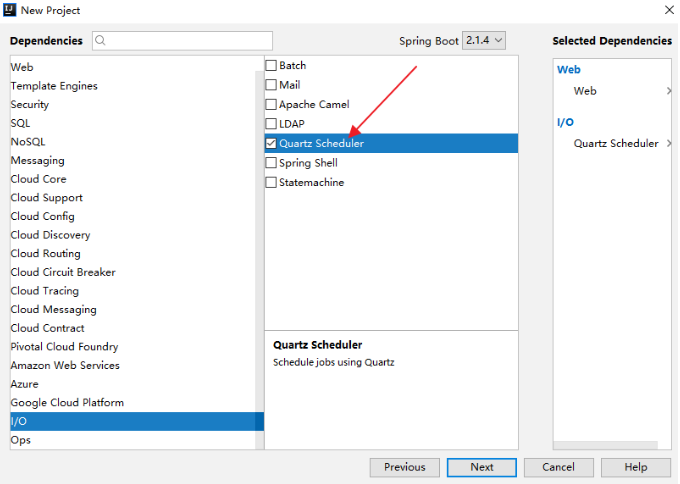 New Project
Dependencies
Spring Boot 2.1.4
Selected Dependencies
Web
Template Engines
Security
SQL
NoSQL
Messaging
Cloud Core
Cloud Support
Cloud Config
Cloud Discovery
Cloud Routing
Cloud Circuit Breaker
Cloud Tracing
Cloud Messaging
Cloud Contract
Pivotal Cloud Foundry
Amazon Web Services
Azure
Google Cloud Platform
I/O
Ops
Batch
Mail
Apache Camel
LDAP
Quartz Scheduler
Spring Shell
Statemachine
Quartz Scheduler
Schedule jobs using Quartz
Web
Web
I/O
Quartz Scheduler
Previous
Next
Cancel
Help